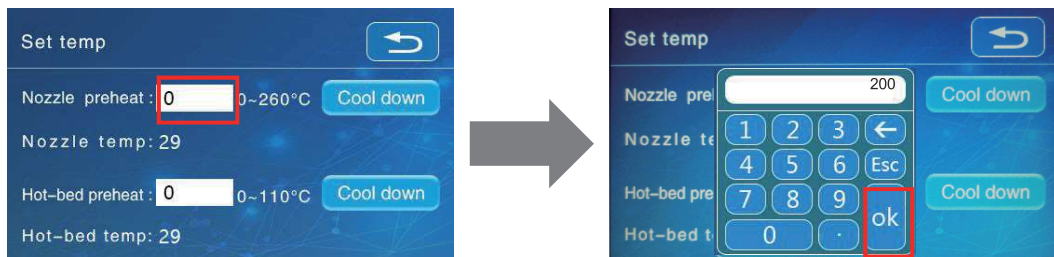 Set temp
Nozzle preheat : 0 0~260°C Cool down
Nozzle temp: 29
Hot-bed preheat : 0 0~110°C Cool down
Hot-bed temp: 29
Set temp
200
Nozzle pre Cool down
1 2 3 ←
Nozzle te
4 5 6 Esc
Hot-bed pre Cool down
7 8 9 ok
Hot-bed t
0 .